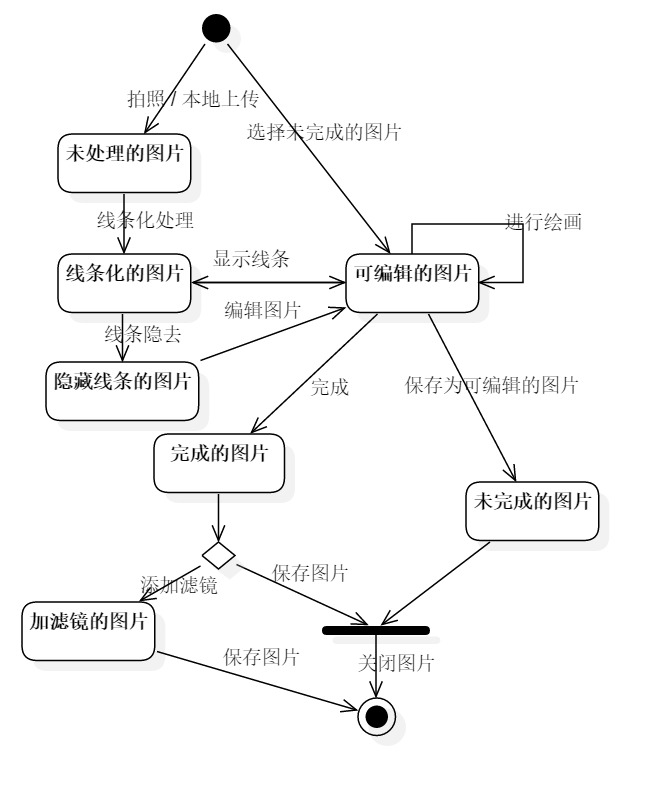 拍照 / 本地上传
选择未完成的图片
未处理的图片
线条化处理
进行绘画
显示线条
线条化的图片
可编辑的图片
编辑图片
线条隐去
隐藏线条的图片
完成
保存为可编辑的图片
完成的图片
未完成的图片
保存图片
添加滤镜
加滤镜的图片
保存图片
关闭图片